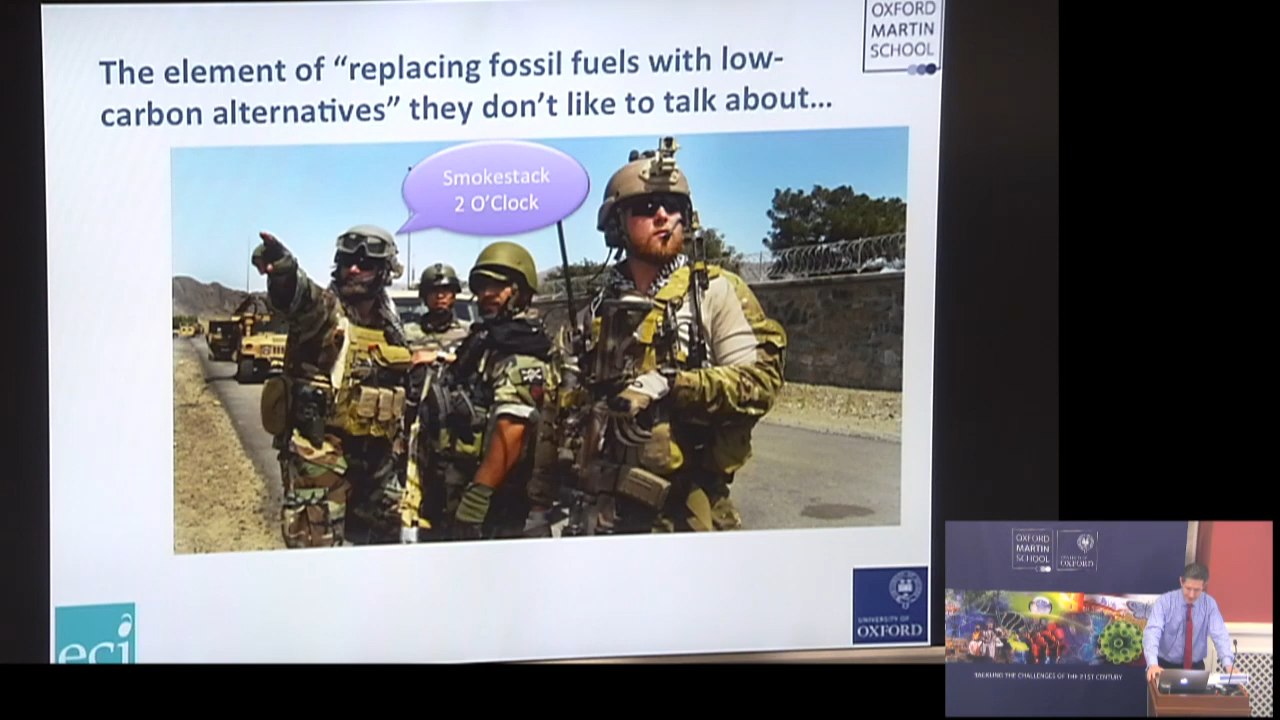 OXFORD
MARTIN
SCHOOL
The element of “replacing fossil fuels with low-
carbon alternatives” they don’t like to talk about...
Smokestack
2 O’Clock
eci
UNIVERSITY OF
OXFORD
OXFORD
MARTIN
SCHOOL
UNIVERSITY OF
OXFORD
TACKLING THE CHALLENGES OF THE 21ST CENTURY